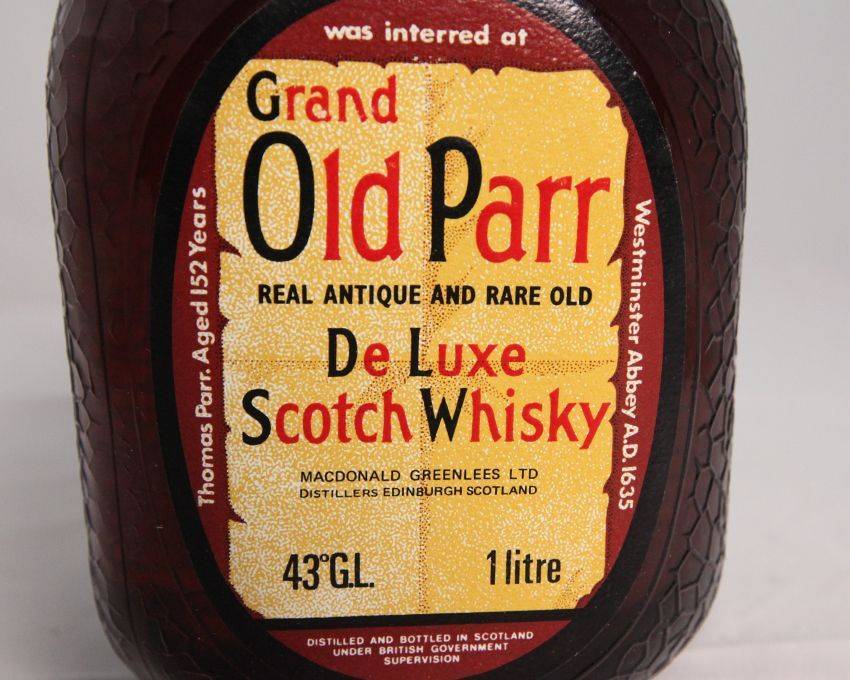 Thomas Parr. Aged 152 Years
was interred at
Westminster Abbey A.D. 1635
Grand
Old Parr
REAL ANTIQUE AND RARE OLD
De Luxe
Scotch Whisky
MACDONALD GREENLEES LTD
DISTILLERS EDINBURGH SCOTLAND
43°G.L.
1 litre
DISTILLED AND BOTTLED IN SCOTLAND
UNDER BRITISH GOVERNMENT
SUPERVISION